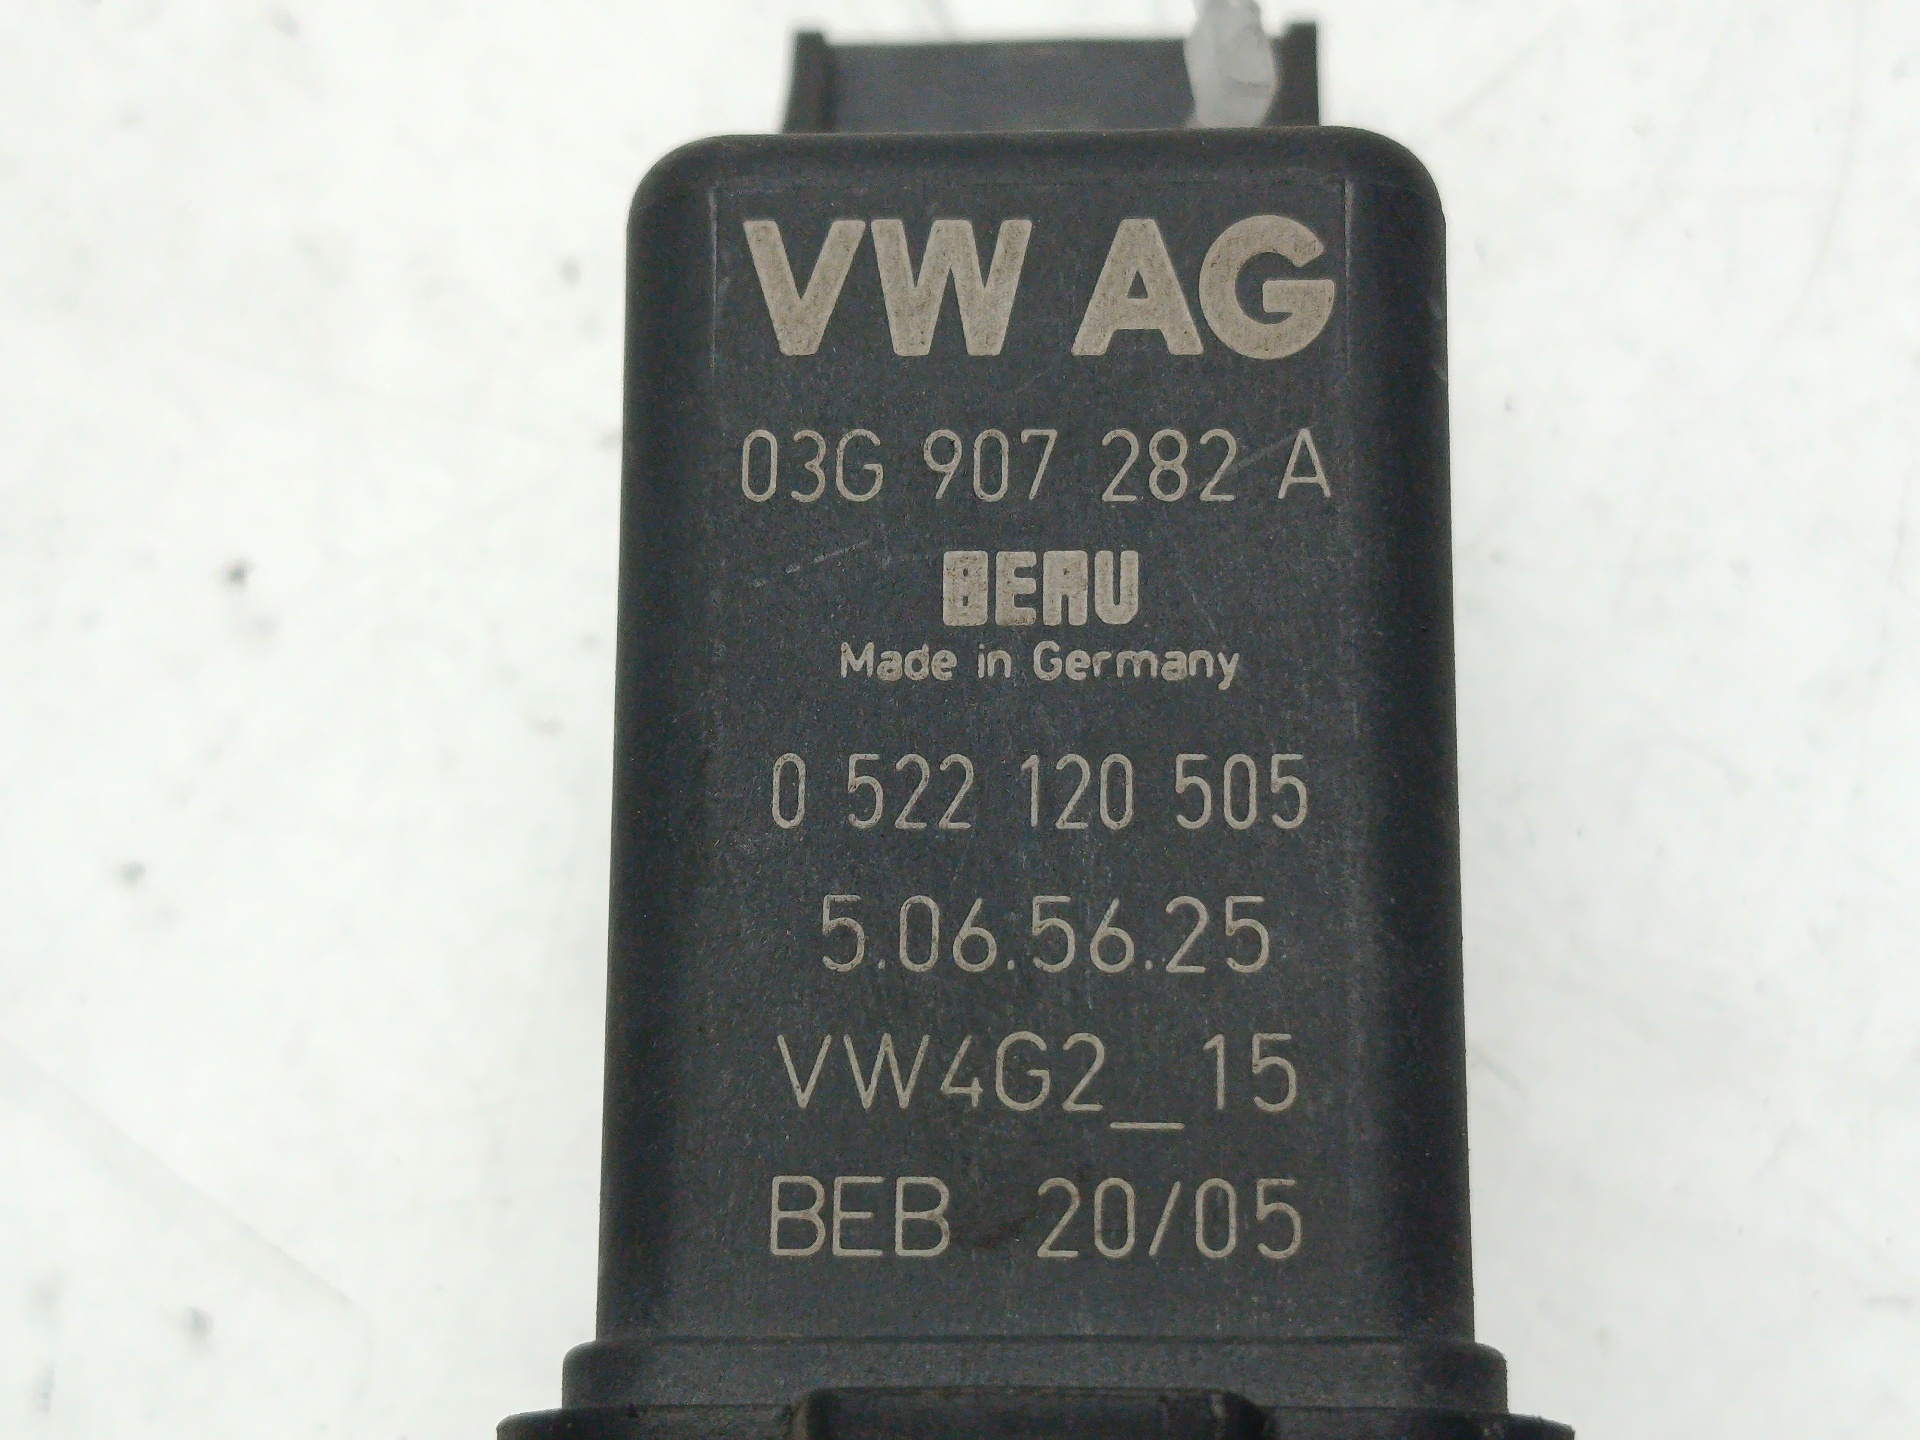 VW AG
03G 907 282 A
BERU
Made in Germany
0 522 120 505
5.06.56.25
VW4G2_15
BEB 20/05